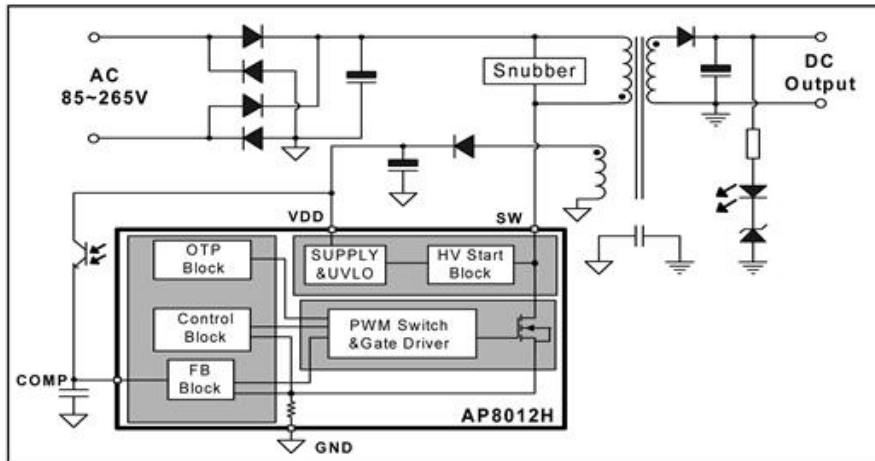 AC
85~265V
Snubber
DC
Output
VDD
SW
OTP
Block
SUPPLY
&UVLO
HV Start
Block
Control
Block
PWM Switch
&Gate Driver
FB
Block
COMP
AP8012H
GND